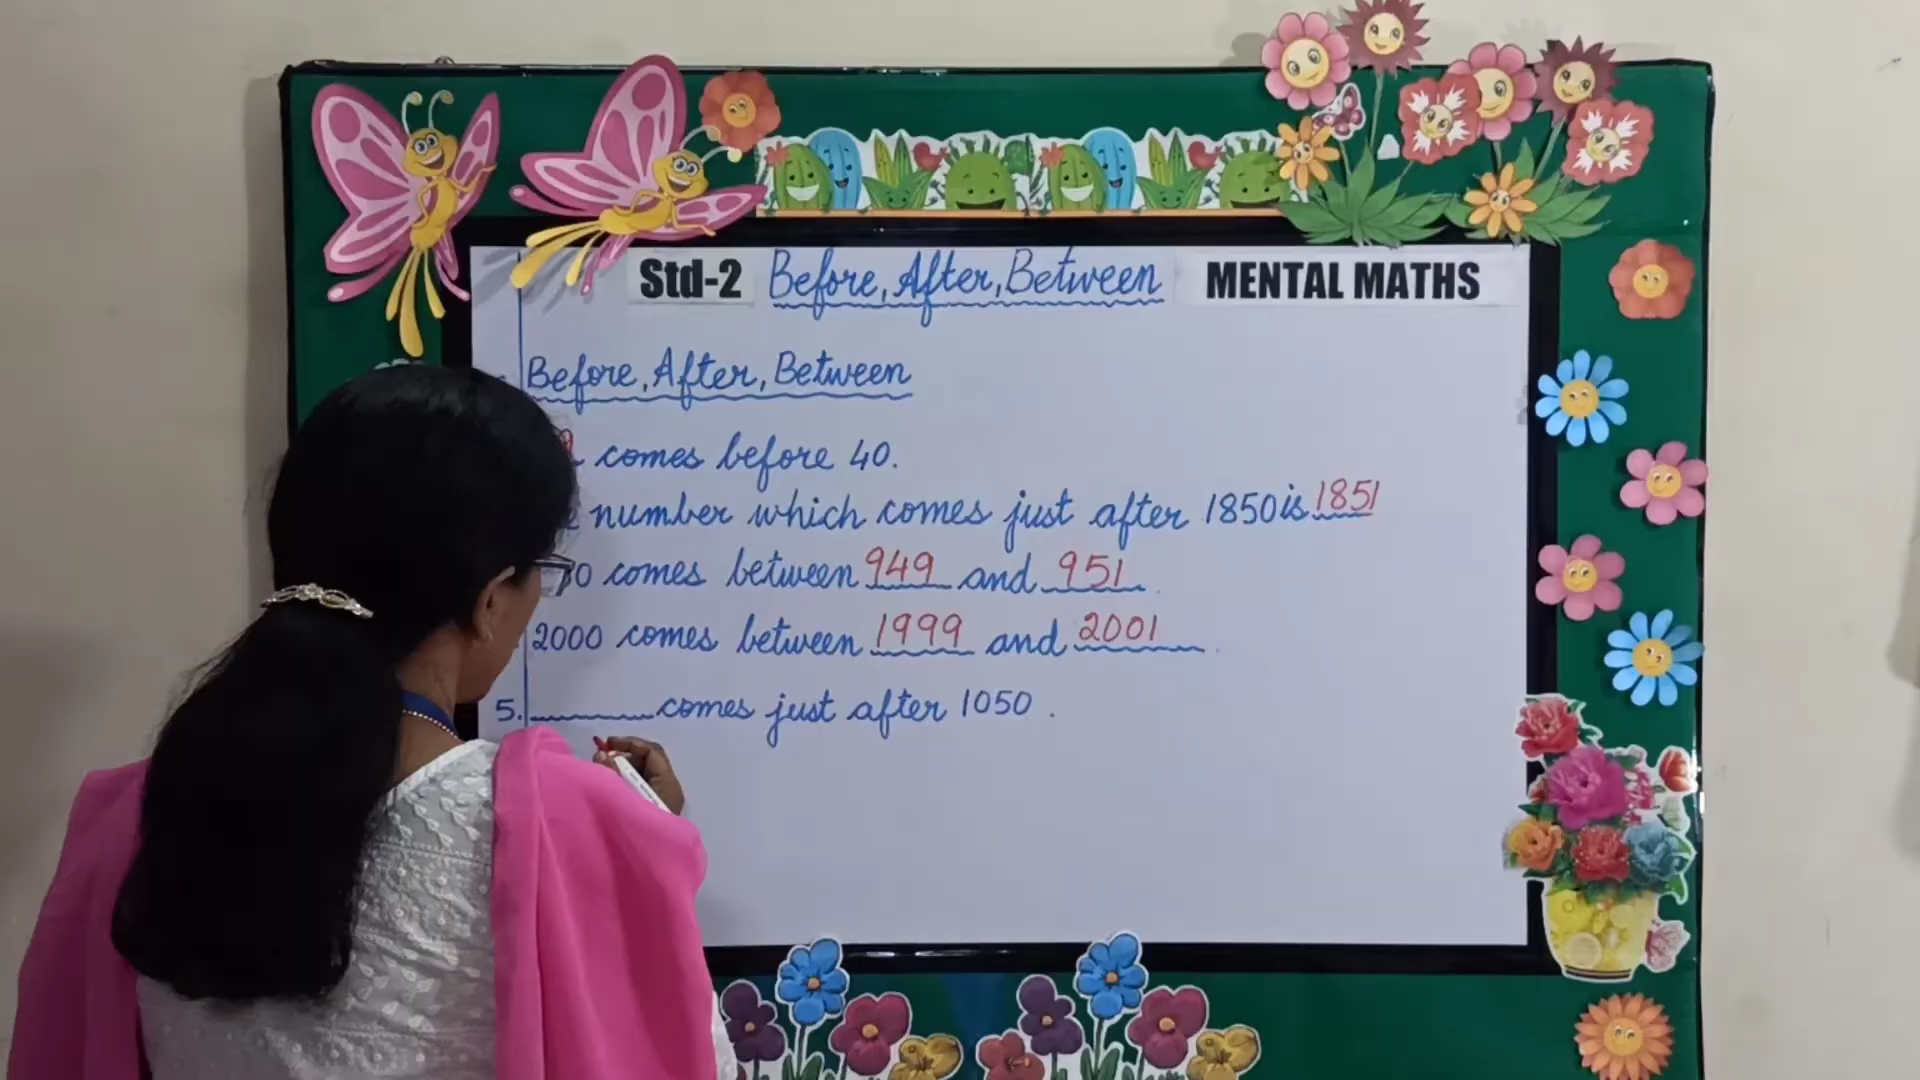 Std-2 Before, After, Between MENTAL MATHS
Before, After, Between
comes before 40.
number which comes just after 1850 is 1851
comes between 949 and 951.
2000 comes between 1999 and 2001.
5. ________ comes just after 1050.